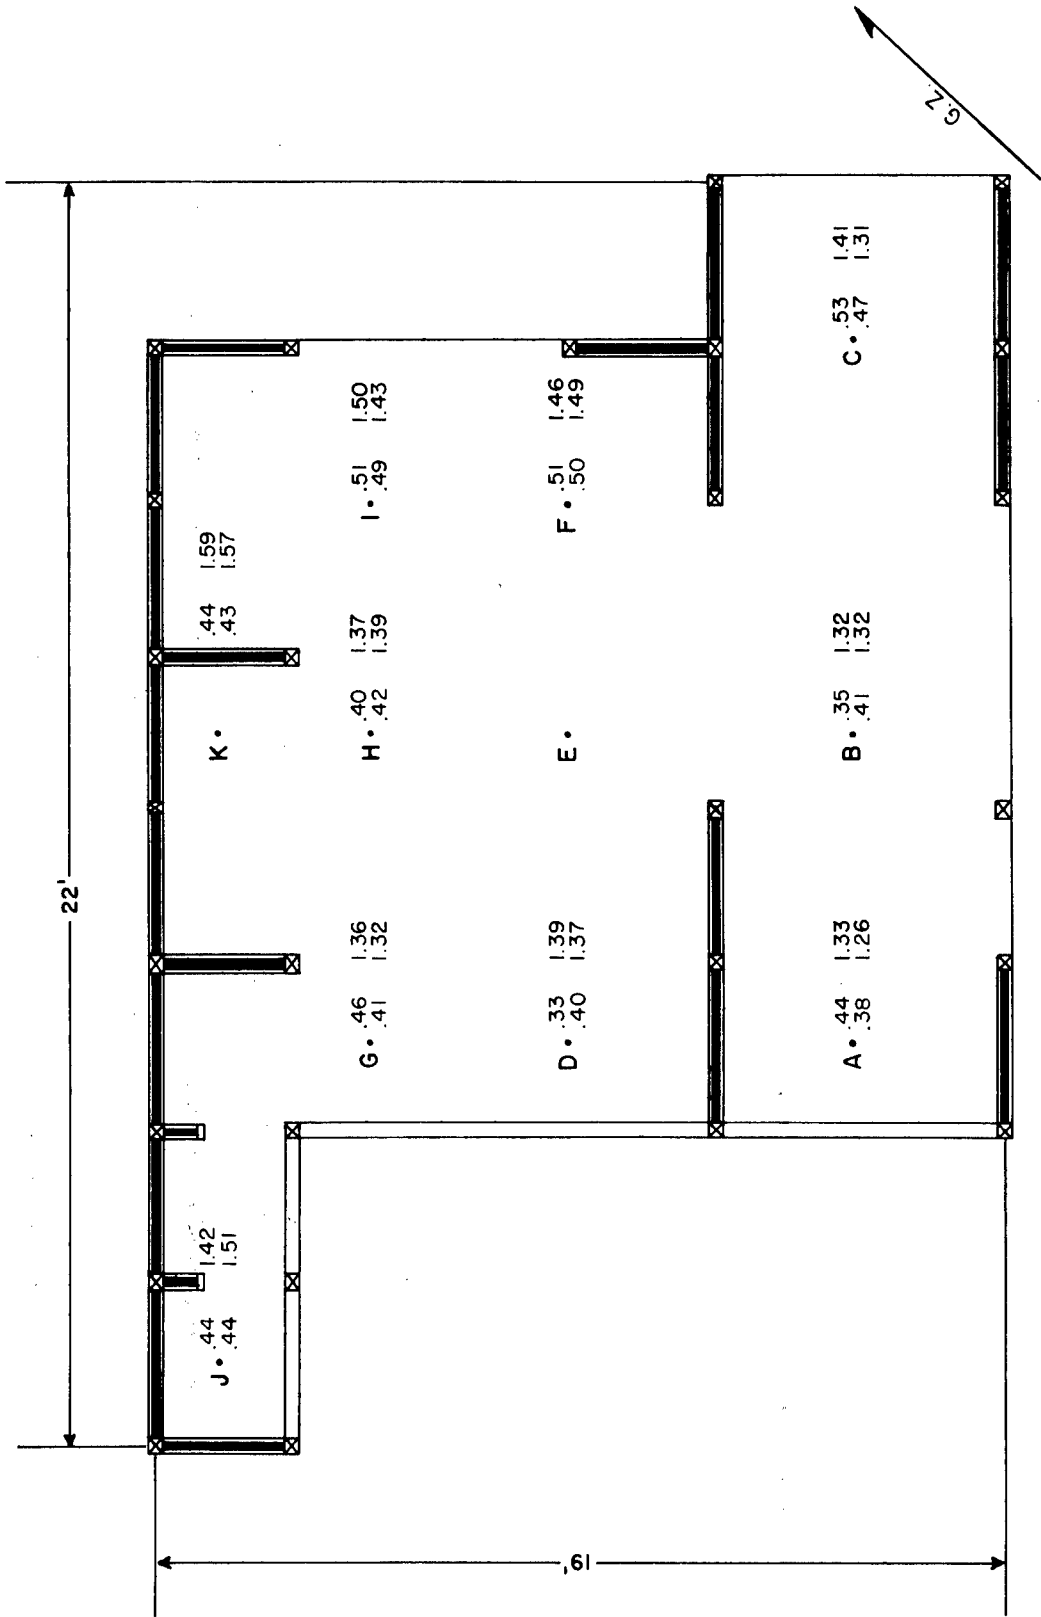 22'
J • .44 1.42
.44 1.51
K • .44 1.59
.43 1.57
G • .46 1.36
.41 1.32
H • .40 1.37
.42 1.39
I • .51 1.50
.49 1.43
19'
D • .33 1.39
.40 1.37
E •
F • .51 1.46
.50 1.49
A • .44 1.33
.38 1.26
B • .35 1.32
.41 1.32
C • .53 1.41
.47 1.31
G.Z.